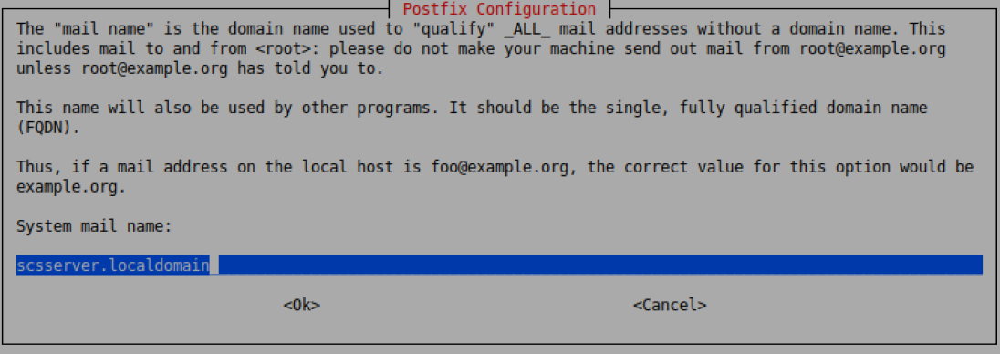 Postfix Configuration
The "mail name" is the domain name used to "qualify" _ALL_ mail addresses without a domain name. This
includes mail to and from <root>: please do not make your machine send out mail from root@example.org
unless root@example.org has told you to.
This name will also be used by other programs. It should be the single, fully qualified domain name
(FQDN).
Thus, if a mail address on the local host is foo@example.org, the correct value for this option would be
example.org.
System mail name:
scsserver.localdomain
<Ok> <Cancel>